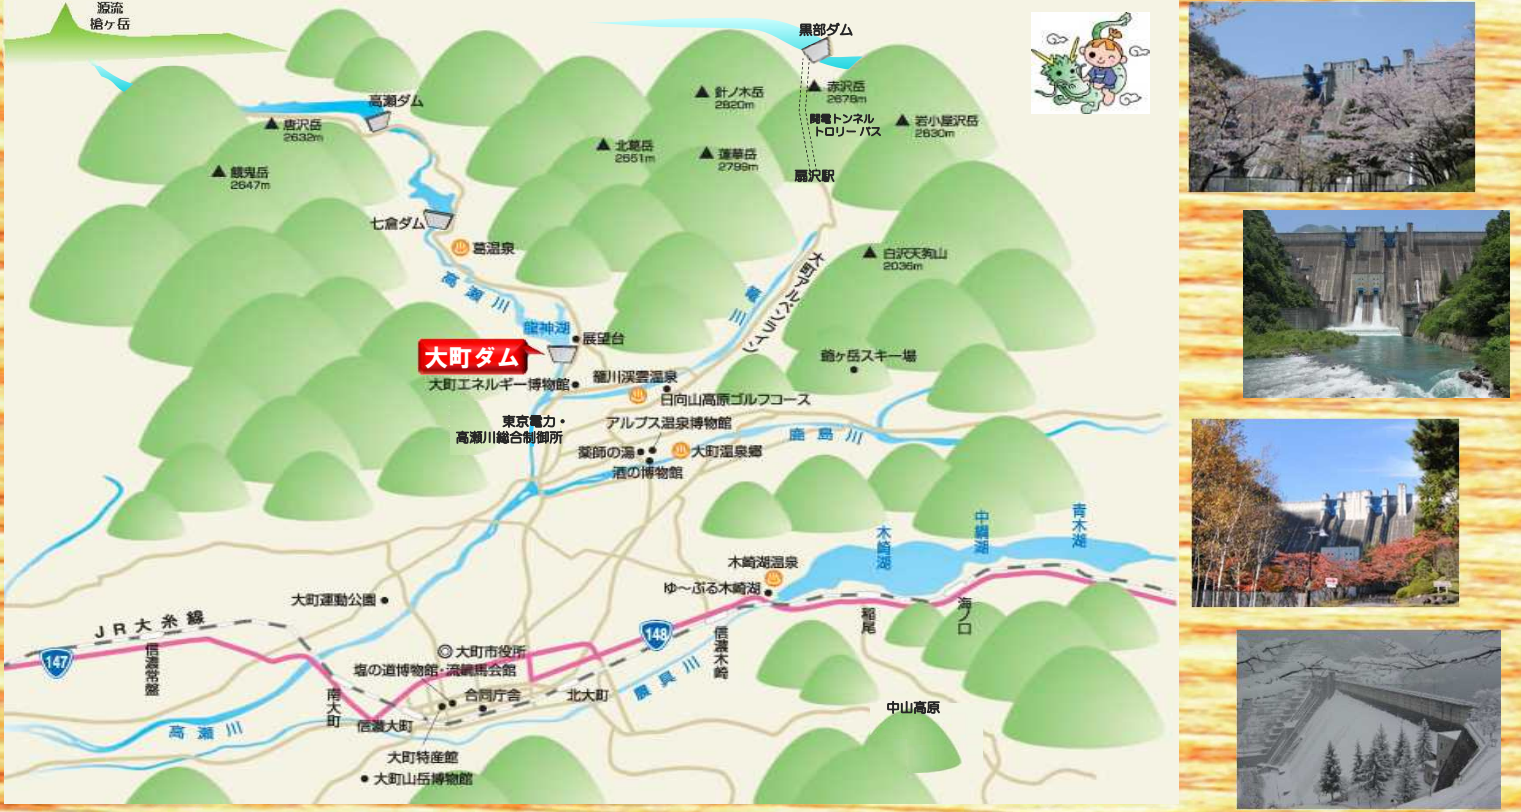 源流
槍ヶ岳
黒部ダム
高瀬ダム
唐沢岳
2632m
餓鬼岳
2647m
針ノ木岳
2820m
赤沢岳
2678m
関電トンネル
トロリーバス
岩小屋沢岳
2630m
北葛岳
2551m
蓮華岳
2799m
扇沢駅
七倉ダム
葛温泉
高瀬川
白沢天狗山
2036m
大町アルペンライン
籠川
龍神湖
展望台
大町ダム
爺ヶ岳スキー場
大町エネルギー博物館
籠川渓雲温泉
日向山高原ゴルフコース
東京電力・
高瀬川総合制御所
アルプス温泉博物館
鹿島川
薬師の湯
大町温泉郷
酒の博物館
木崎湖
中綱湖
青木湖
木崎湖温泉
ゆ〜ぷる木崎湖
大町運動公園
JR大糸線
稲尾
海ノ口
148
信濃木崎
147
信濃常盤
大町市役所
塩の道博物館・流鏑馬会館
農具川
南大町
合同庁舎
北大町
中山高原
信濃大町
高瀬川
大町特産館
大町山岳博物館